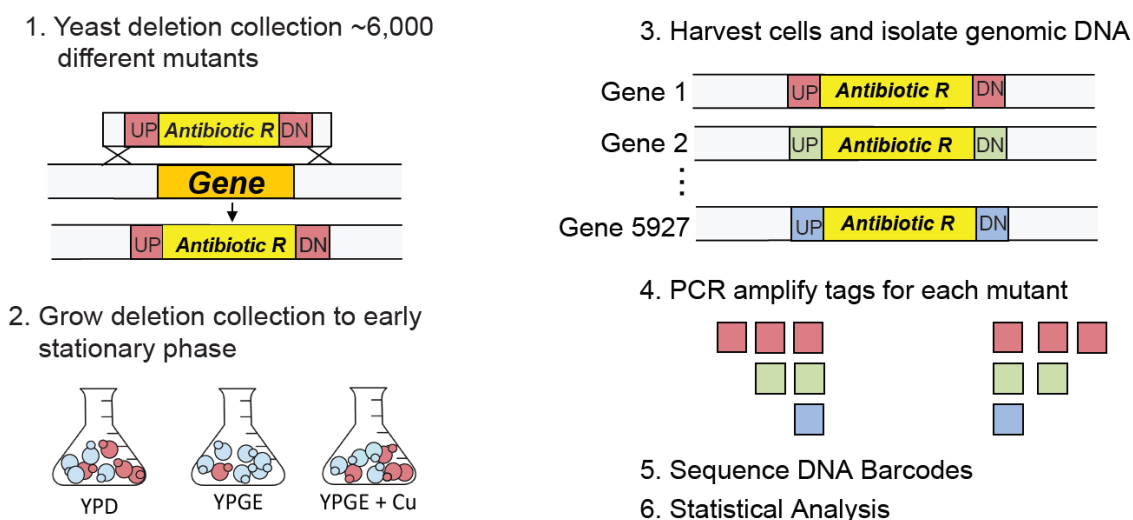 1. Yeast deletion collection ~6,000
different mutants
UP Antibiotic R DN
Gene
UP Antibiotic R DN
2. Grow deletion collection to early
stationary phase
YPD YPGE YPGE + Cu
3. Harvest cells and isolate genomic DNA
Gene 1 UP Antibiotic R DN
Gene 2 UP Antibiotic R DN
⋮
Gene 5927 UP Antibiotic R DN
4. PCR amplify tags for each mutant
5. Sequence DNA Barcodes
6. Statistical Analysis